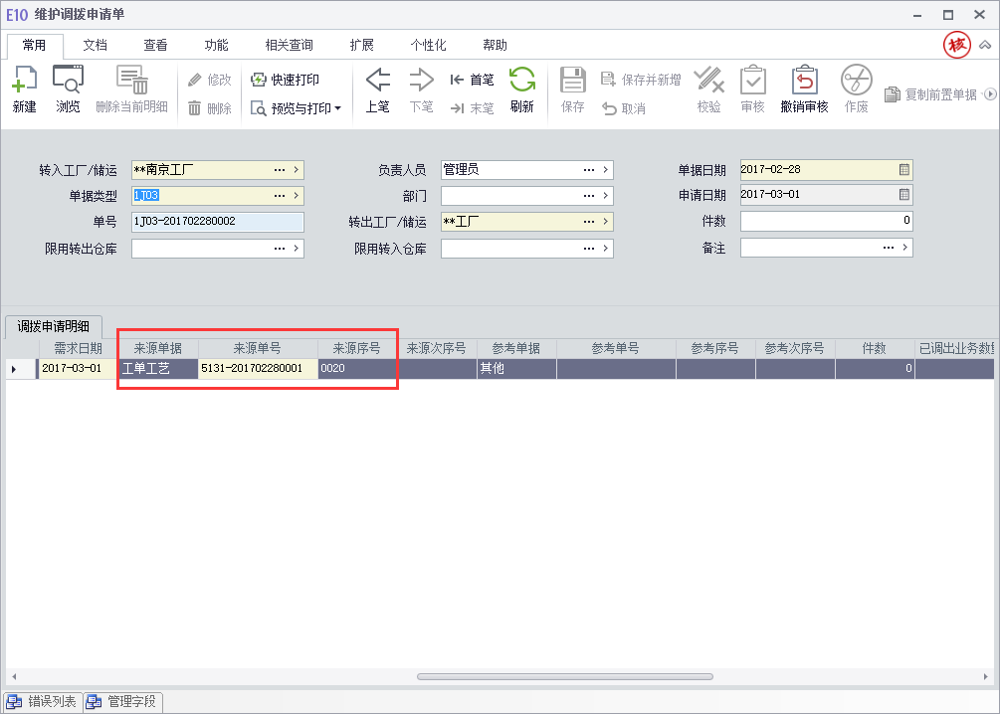 E10 维护调拨申请单
常用 文档 查看 功能 相关查询 扩展 个性化 帮助
核
新建 浏览 删除当前明细 修改 删除 快速打印 预览与打印 上笔 下笔 首笔 末笔 刷新 保存 保存并新增 取消 校验 审核 撤销审核 作废 复制前置单据
转入工厂/储运 **南京工厂 负责人员 管理员 单据日期 2017-02-28
单据类型 1J03 部门 申请日期 2017-03-01
单号 1J03-201702280002 转出工厂/储运 **工厂 件数 0
限用转出仓库 限用转入仓库 备注
调拨申请明细
需求日期 来源单据 来源单号 来源序号 来源次序号 参考单据 参考单号 参考序号 参考次序号 件数 已调出业务数
2017-03-01 工单工艺 5131-201702280001 0020 其他 0
错误列表 管理字段